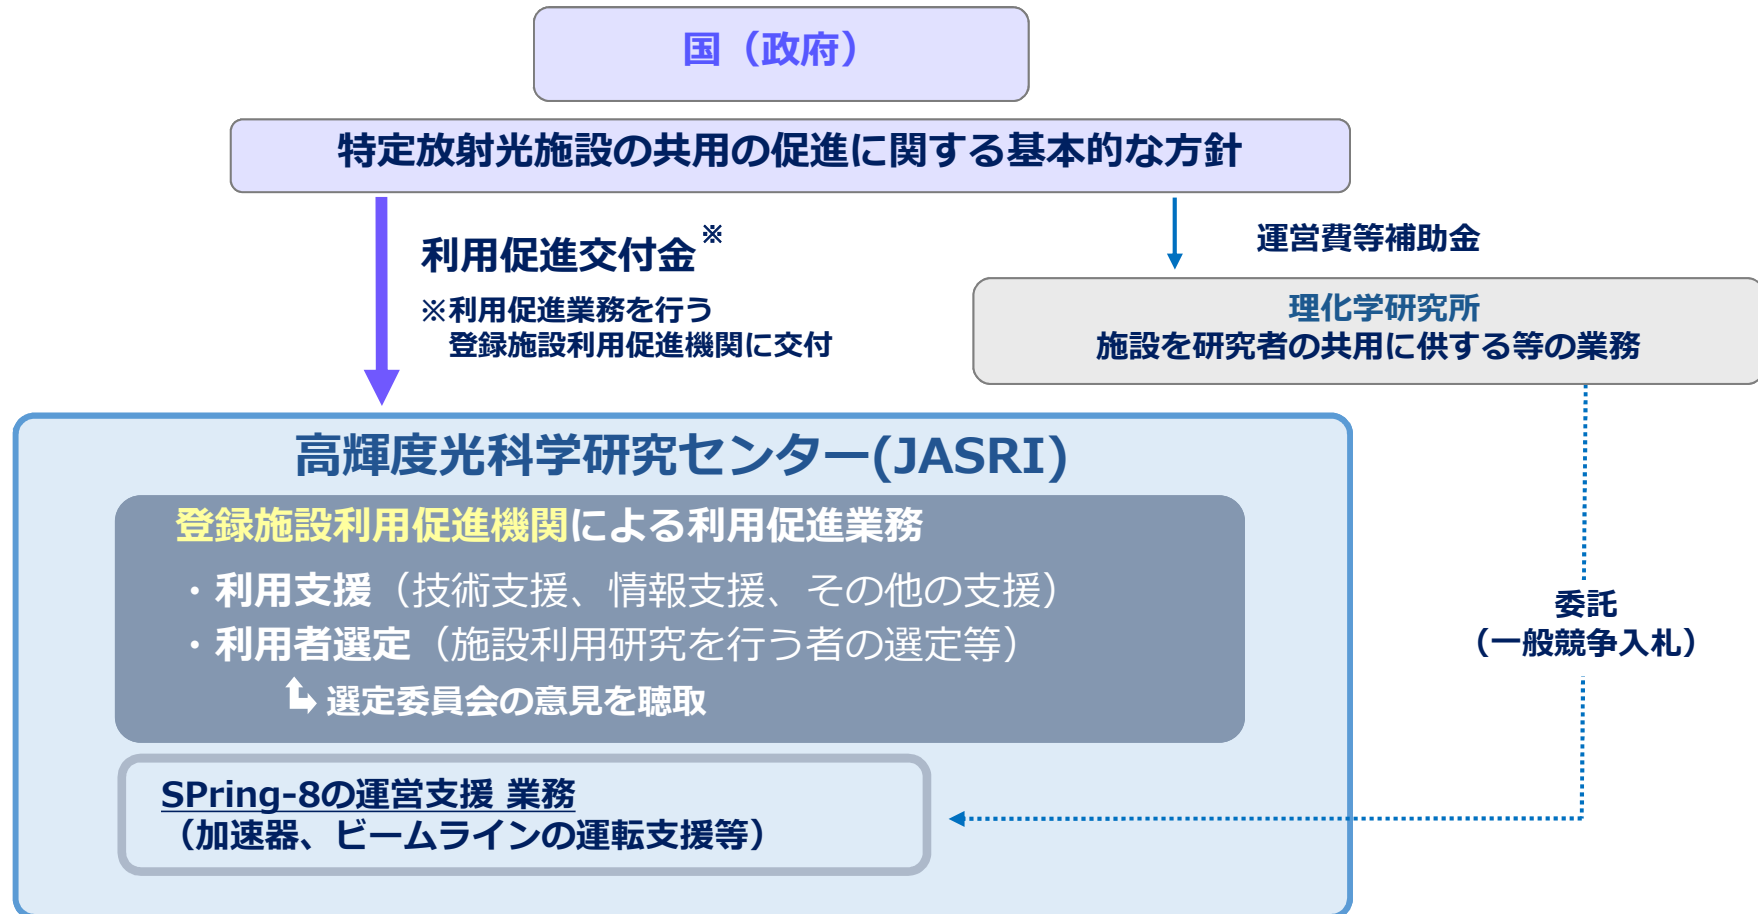 国（政府）
特定放射光施設の共用の促進に関する基本的な方針
利用促進交付金※
※利用促進業務を行う
登録施設利用促進機関に交付
運営費等補助金
理化学研究所
施設を研究者の共用に供する等の業務
高輝度光科学研究センター(JASRI)
登録施設利用促進機関による利用促進業務
・利用支援（技術支援、情報支援、その他の支援）
・利用者選定（施設利用研究を行う者の選定等）
選定委員会の意見を聴取
委託
（一般競争入札）
SPring-8の運営支援 業務
（加速器、ビームラインの運転支援等）